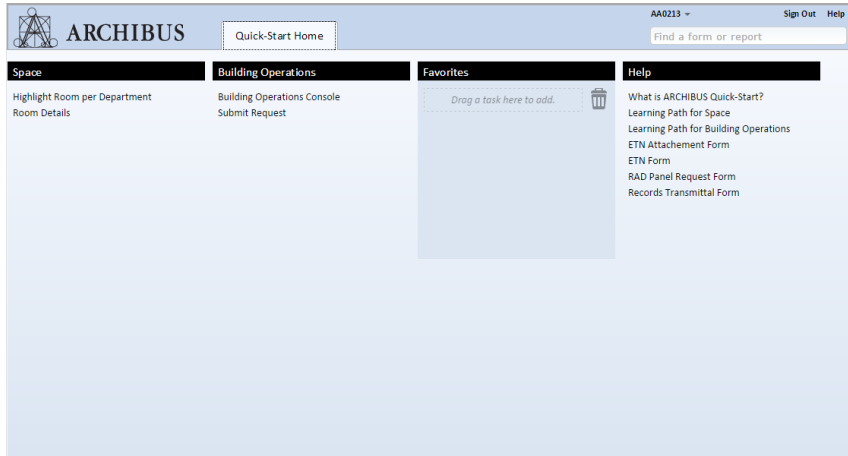 AA0213
Sign Out Help
ARCHIBUS
Quick-Start Home
Find a form or report
Space
Highlight Room per Department
Room Details
Building Operations
Building Operations Console
Submit Request
Favorites
Drag a task here to add.
Help
What is ARCHIBUS Quick-Start?
Learning Path for Space
Learning Path for Building Operations
ETN Attachement Form
ETN Form
RAD Panel Request Form
Records Transmittal Form